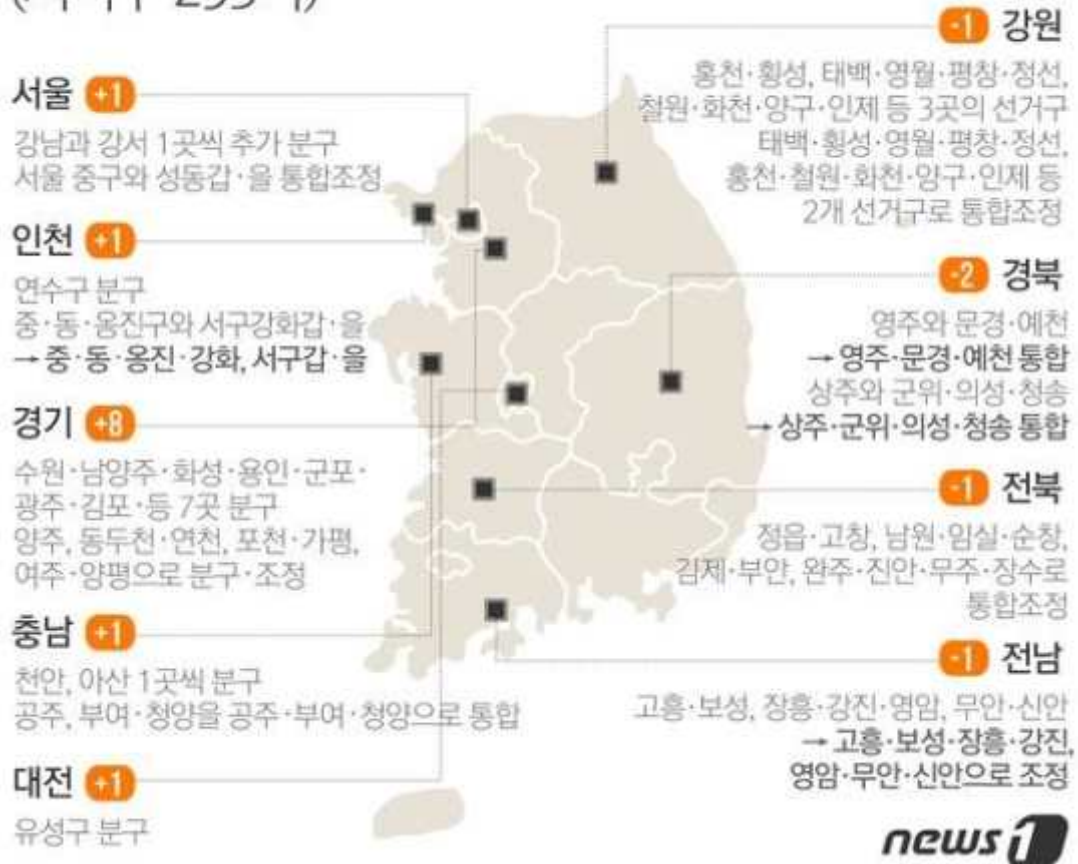 서울 +1
강남과 강서 1곳씩 추가 분구
서울 중구와 성동갑·을 통합조정
인천 +1
연수구 분구
중·동·옹진구와 서구강화갑·을
→ 중·동·옹진·강화, 서구갑·을
경기 +8
수원·남양주·화성·용인·군포·
광주·김포·등 7곳 분구
양주, 동두천·연천, 포천·가평,
여주·양평으로 분구·조정
충남 +1
천안, 아산 1곳씩 분구
공주, 부여·청양을 공주·부여·청양으로 통합
대전 +1
유성구 분구
-1 강원
홍천·횡성, 태백·영월·평창·정선,
철원·화천·양구·인제 등 3곳의 선거구
태백·횡성·영월·평창·정선,
홍천·철원·화천·양구·인제 등
2개 선거구로 통합조정
-2 경북
영주와 문경·예천
→ 영주·문경·예천 통합
상주와 군위·의성·청송
→ 상주·군위·의성·청송 통합
-1 전북
정읍·고창, 남원·임실·순창,
김제·부안, 완주·진안·무주·장수로
통합조정
-1 전남
고흥·보성, 장흥·강진·영암, 무안·신안
→ 고흥·보성·장흥·강진,
영암·무안·신안으로 조정
news1